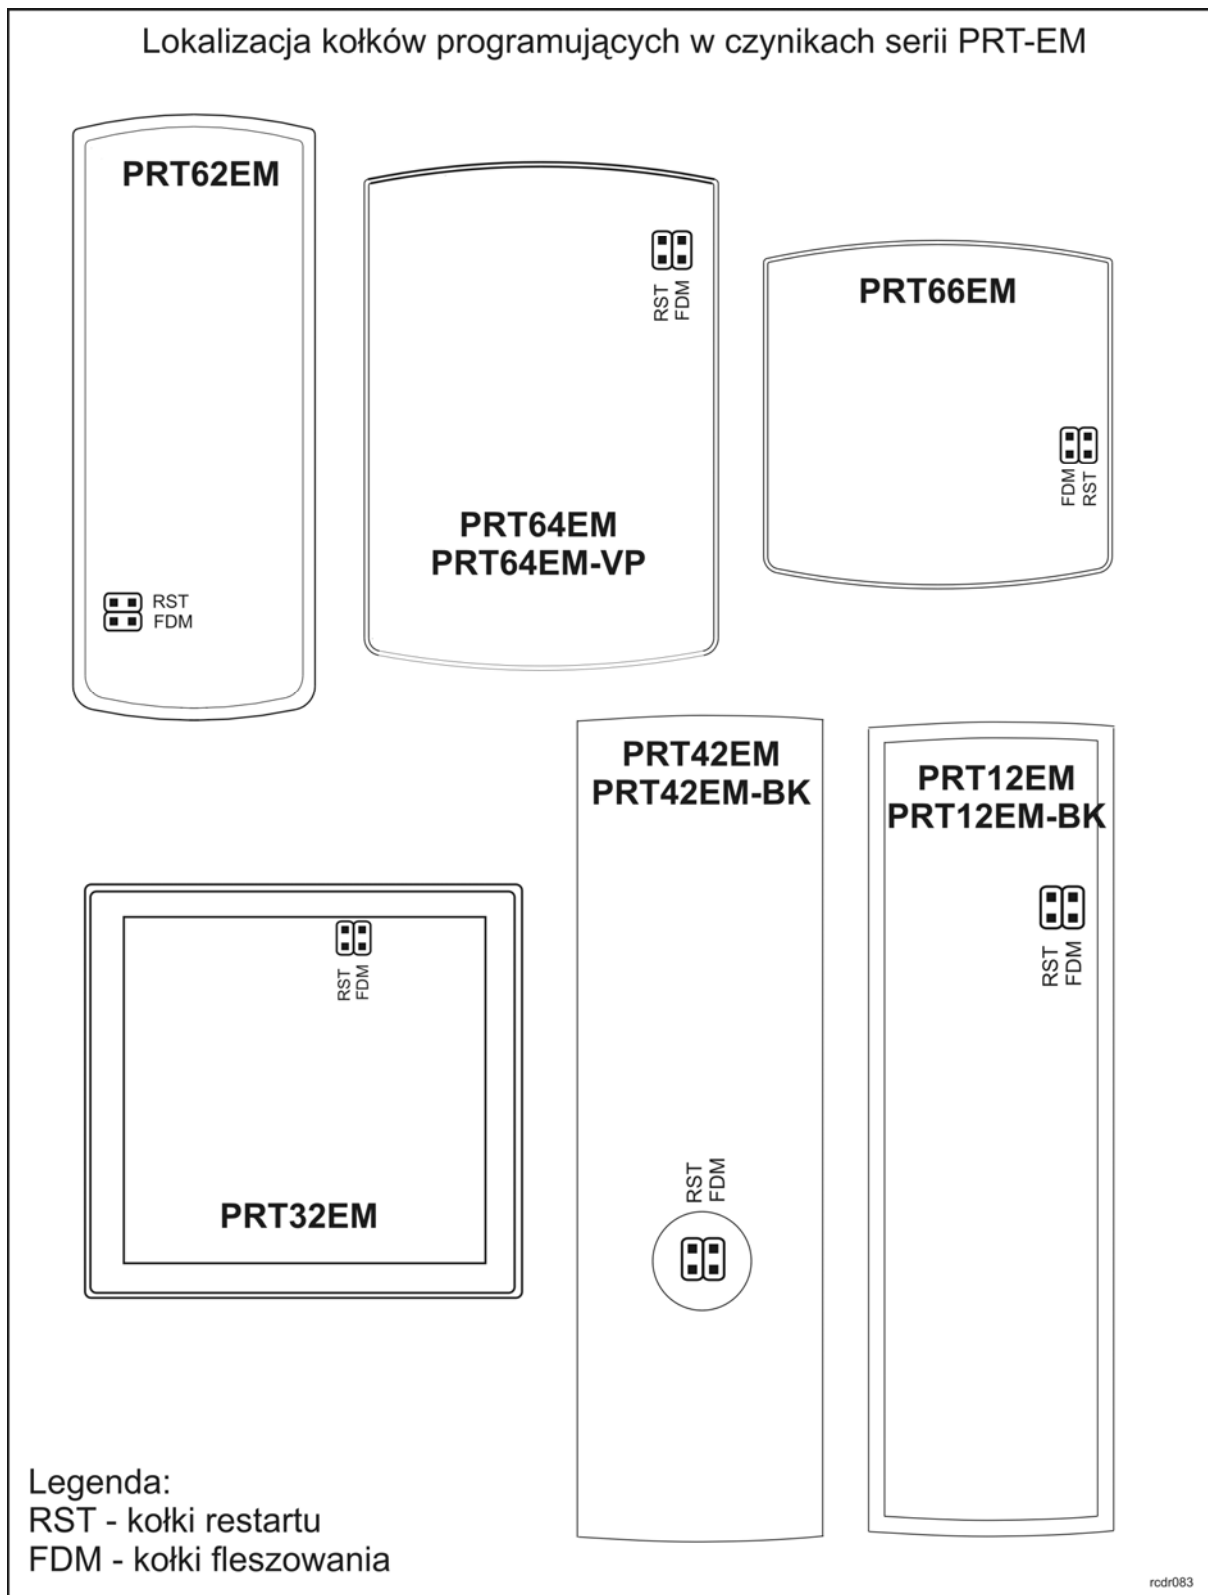 Lokalizacja kołków programujących w czynikach serii PRT-EM
PRT62EM
RST
FDM
RST
FDM
PRT64EM
PRT64EM-VP
PRT66EM
FDM
RST
RST
FDM
PRT32EM
PRT42EM
PRT42EM-BK
RST
FDM
PRT12EM
PRT12EM-BK
RST
FDM
Legenda:
RST - kołki restartu
FDM - kołki fleszowania
rcdr083